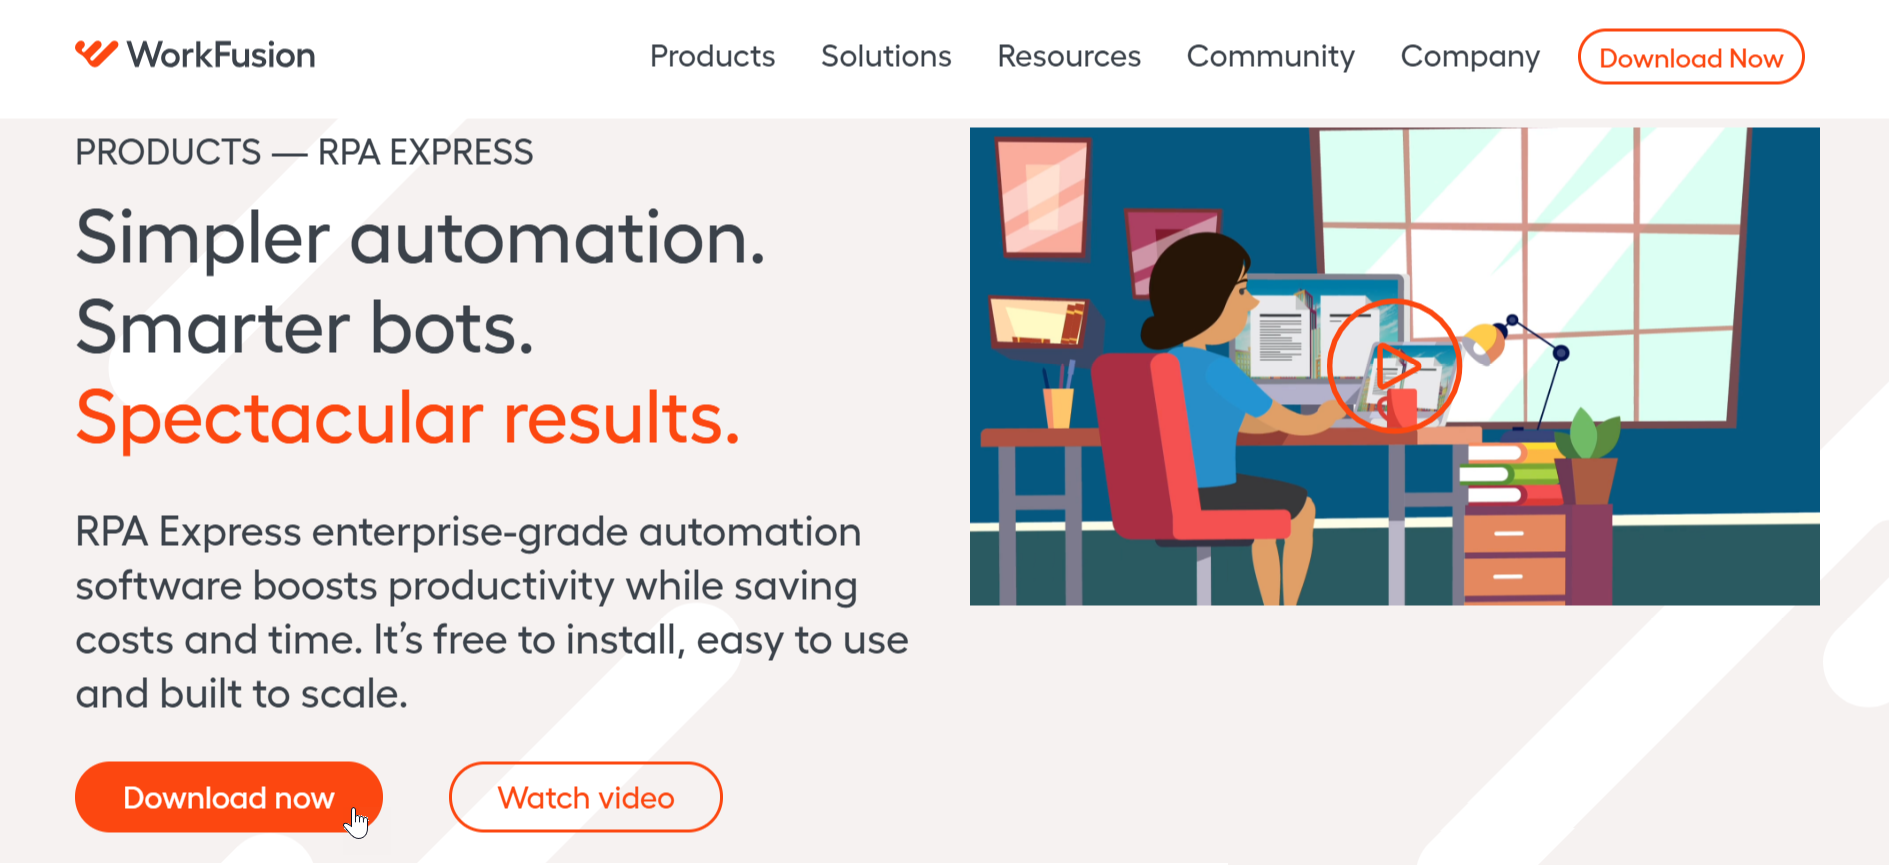 WorkFusion
Products Solutions Resources Community Company Download Now
PRODUCTS — RPA EXPRESS
Simpler automation.
Smarter bots.
Spectacular results.
RPA Express enterprise-grade automation
software boosts productivity while saving
costs and time. It’s free to install, easy to use
and built to scale.
Download now Watch video